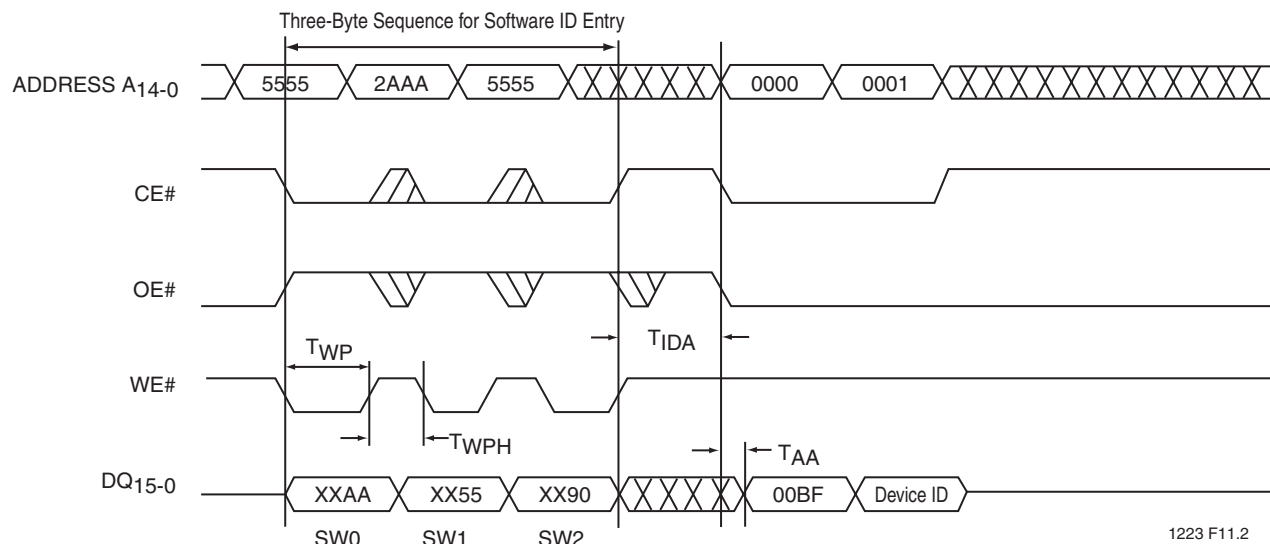 Three-Byte Sequence for Software ID Entry
ADDRESS A14-0
5555 2AAA 5555 0000 0001
CE#
OE#
TIDA
TWP
WE#
TWPH
TAA
DQ15-0
XXAA XX55 XX90 00BF Device ID
SW0 SW1 SW2
1223 F11.2